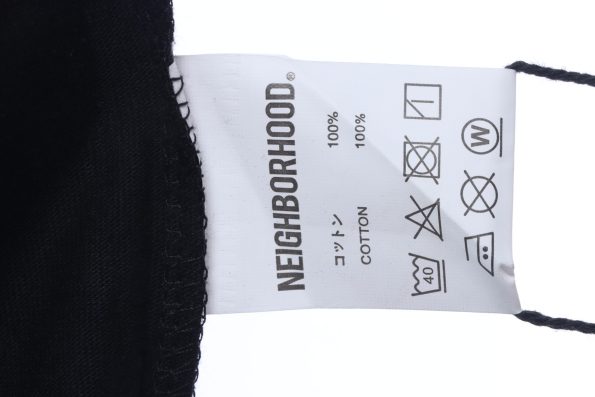 NEIGHBORHOOD®
コットン 100%
COTTON 100%
40
W